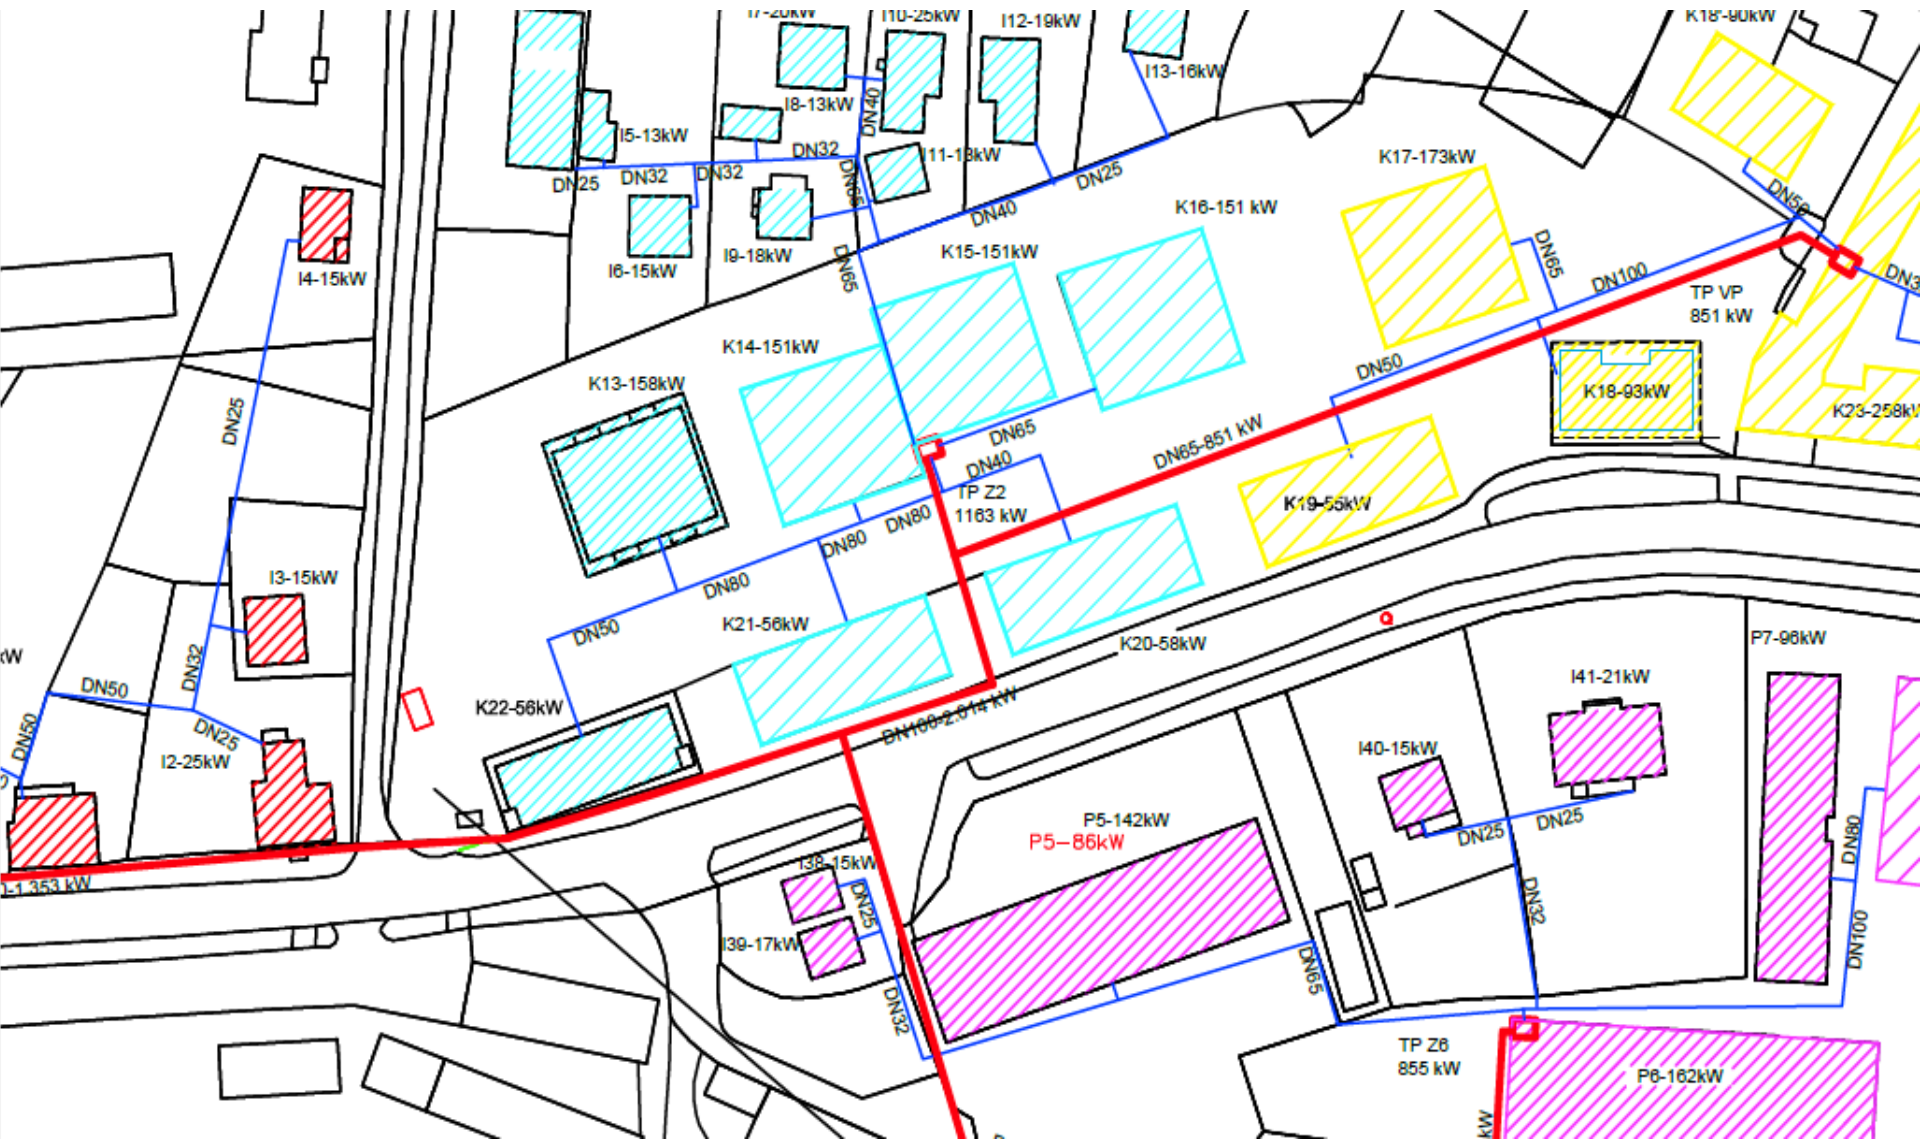 I7-20kW
I10-25kW
I12-19kW
K18'-90kW
I13-16kW
I8-13kW
DN40
I5-13kW
DN32
I11-13kW
K17-173kW
DN25
DN32
DN32
DN65
DN25
DN50
DN40
K16-151 kW
I4-15kW
I6-15kW
I9-18kW
DN65
K15-151kW
DN65
DN100
TP VP
851 kW
K14-151kW
K13-158kW
DN50
K18-93kW
K23-258kW
DN25
DN65
DN65-851 kW
DN40
TP Z2
1163 kW
K19-55kW
DN80
DN80
DN80
I3-15kW
DN50
K21-56kW
K20-58kW
P7-96kW
kW
DN32
DN50
I41-21kW
K22-56kW
DN100-2.014 kW
DN50
DN25
I2-25kW
I40-15kW
P5-142kW
P5-86kW
DN25
DN25
DN80
I38-15kW
-1.353 kW
DN25
DN32
I39-17kW
DN100
DN65
DN32
TP Z6
855 kW
P6-162kW
kW